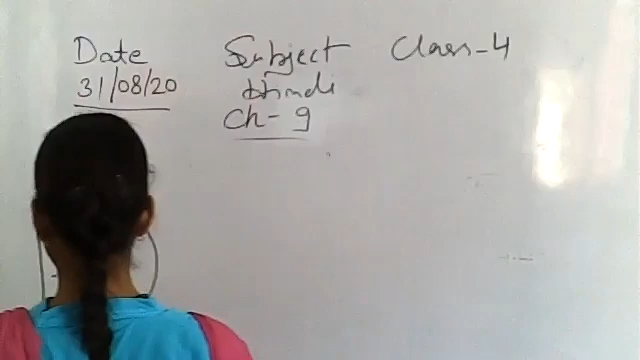 Date Subject Class-4
31/08/20 Hindi
Ch- 9